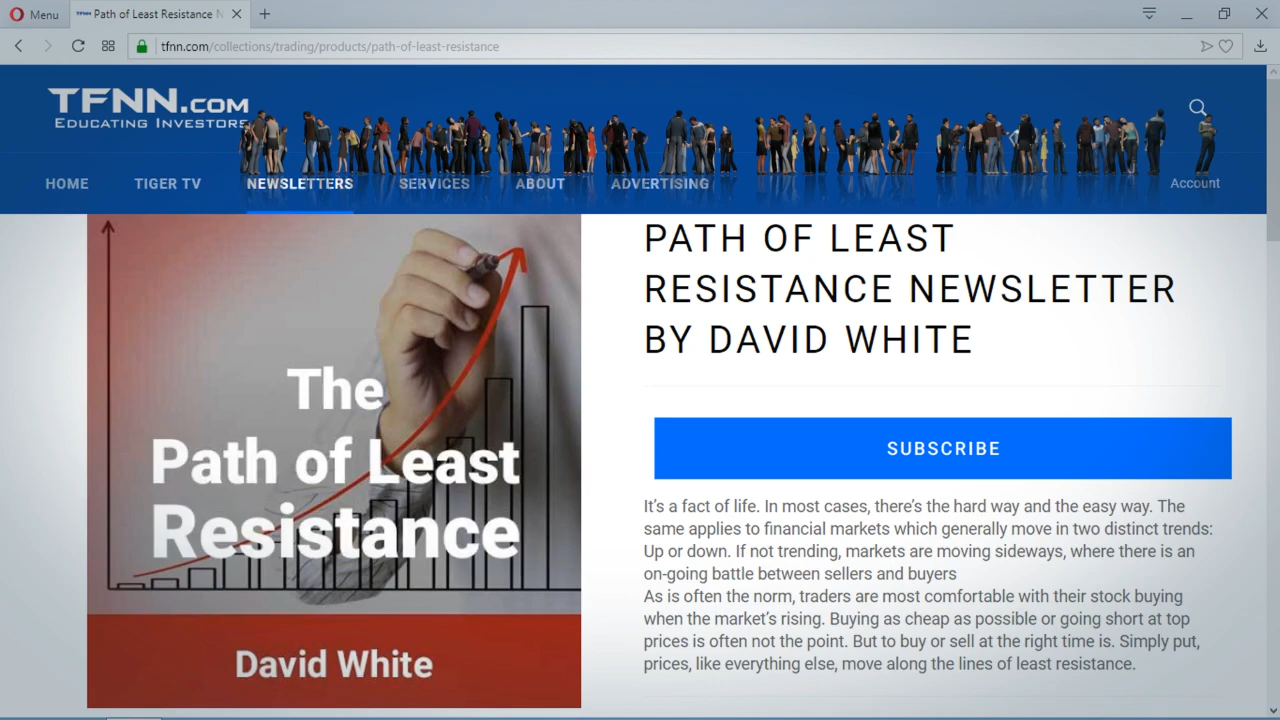 Menu
Path of Least Resistance N
tfnn.com/collections/trading/products/path-of-least-resistance
TFNN.COM
EDUCATING INVESTORS
HOME
TIGER TV
NEWSLETTERS
SERVICES
ABOUT
ADVERTISING
Account
The
Path of Least
Resistance
David White
PATH OF LEAST
RESISTANCE NEWSLETTER
BY DAVID WHITE
SUBSCRIBE
It’s a fact of life. In most cases, there’s the hard way and the easy way. The
same applies to financial markets which generally move in two distinct trends:
Up or down. If not trending, markets are moving sideways, where there is an
on-going battle between sellers and buyers
As is often the norm, traders are most comfortable with their stock buying
when the market’s rising. Buying as cheap as possible or going short at top
prices is often not the point. But to buy or sell at the right time is. Simply put,
prices, like everything else, move along the lines of least resistance.